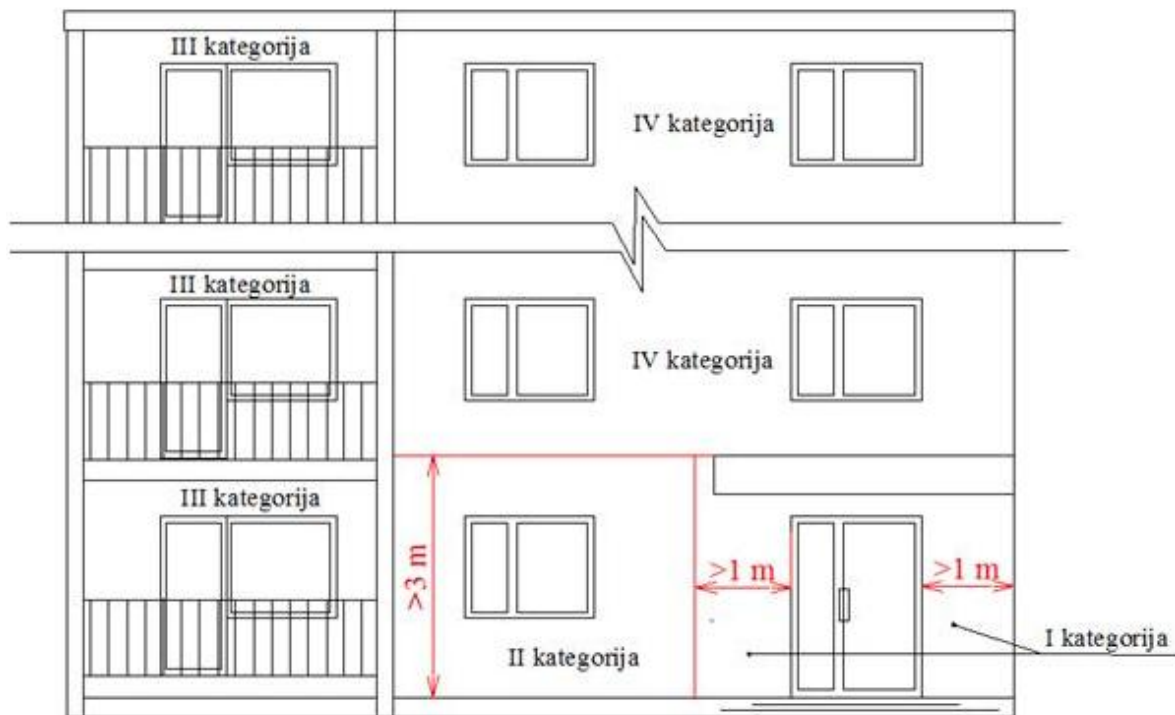 III kategorija
IV kategorija
III kategorija
IV kategorija
III kategorija
>3 m
>1 m
>1 m
II kategorija
I kategorija